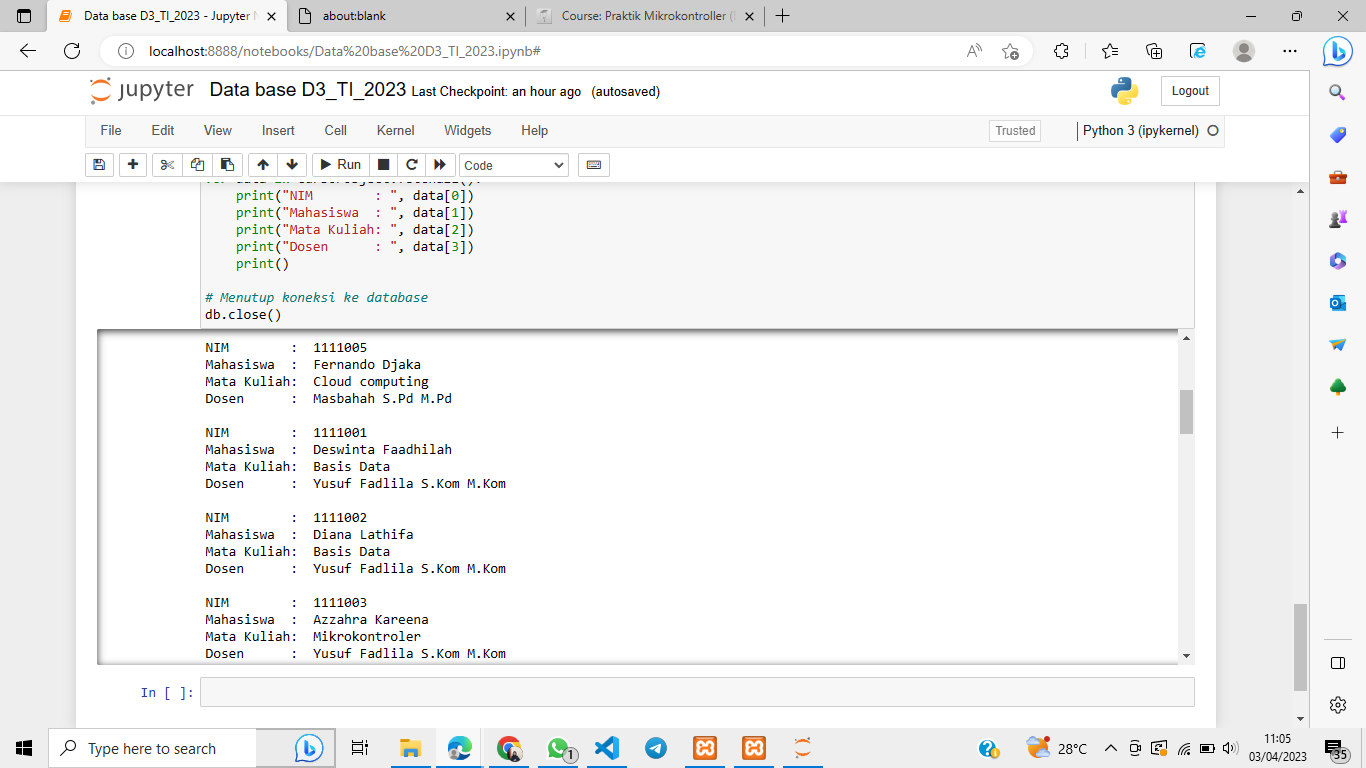 Data base D3_TI_2023 - Jupyter N
about:blank
Course: Praktik Mikrokontroller (
localhost:8888/notebooks/Data%20base%20D3_TI_2023.ipynb#
jupyter Data base D3_TI_2023 Last Checkpoint: an hour ago (autosaved)
Logout
File Edit View Insert Cell Kernel Widgets Help
Trusted
Python 3 (ipykernel)
Run
Code
print("NIM        : ", data[0])
print("Mahasiswa  : ", data[1])
print("Mata Kuliah: ", data[2])
print("Dosen      : ", data[3])
print()
# Menutup koneksi ke database
db.close()
NIM        :  1111005
Mahasiswa  :  Fernando Djaka
Mata Kuliah:  Cloud computing
Dosen      :  Masbahah S.Pd M.Pd
NIM        :  1111001
Mahasiswa  :  Deswinta Faadhilah
Mata Kuliah:  Basis Data
Dosen      :  Yusuf Fadlila S.Kom M.Kom
NIM        :  1111002
Mahasiswa  :  Diana Lathifa
Mata Kuliah:  Basis Data
Dosen      :  Yusuf Fadlila S.Kom M.Kom
NIM        :  1111003
Mahasiswa  :  Azzahra Kareena
Mata Kuliah:  Mikrokontroler
Dosen      :  Yusuf Fadlila S.Kom M.Kom
In [ ]:
Type here to search
1
28°C
11:05
03/04/2023
35